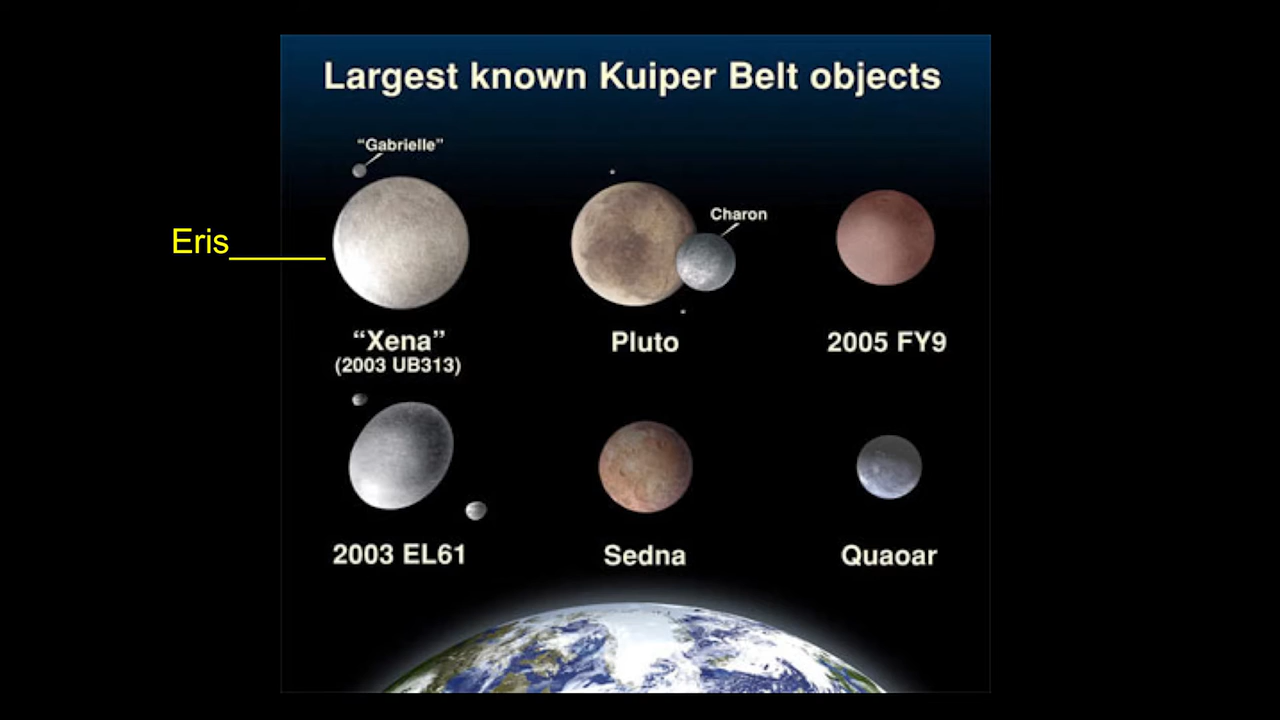 Largest known Kuiper Belt objects
“Gabrielle”
Charon
Eris
“Xena”
(2003 UB313)
Pluto
2005 FY9
2003 EL61
Sedna
Quaoar